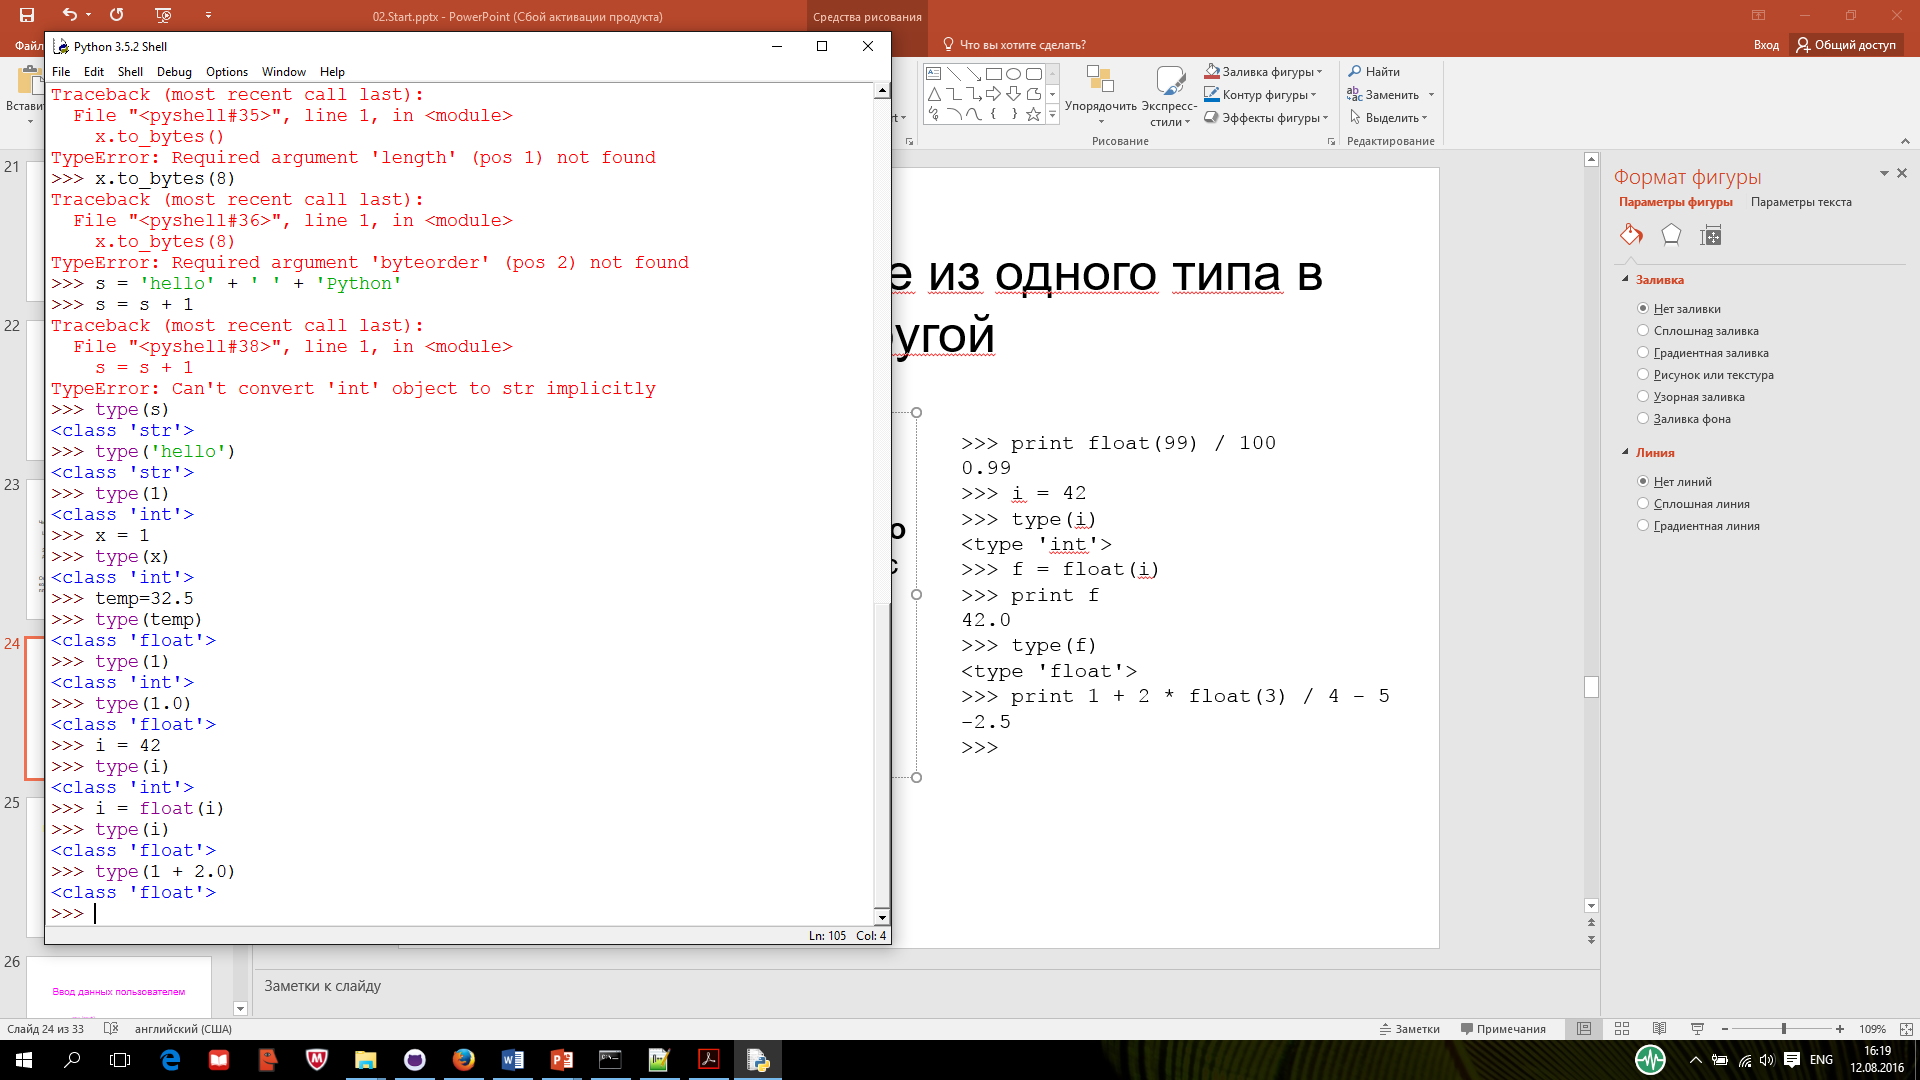 02.Start.pptx - PowerPoint (Сбой активации продукта)
Средства рисования
Файл
Что вы хотите сделать?
Вход
Общий доступ
Python 3.5.2 Shell
File Edit Shell Debug Options Window Help
Traceback (most recent call last):
  File "<pyshell#35>", line 1, in <module>
    x.to_bytes()
TypeError: Required argument 'length' (pos 1) not found
>>> x.to_bytes(8)
Traceback (most recent call last):
  File "<pyshell#36>", line 1, in <module>
    x.to_bytes(8)
TypeError: Required argument 'byteorder' (pos 2) not found
>>> s = 'hello' + ' ' + 'Python'
>>> s = s + 1
Traceback (most recent call last):
  File "<pyshell#38>", line 1, in <module>
    s = s + 1
TypeError: Can't convert 'int' object to str implicitly
>>> type(s)
<class 'str'>
>>> type('hello')
<class 'str'>
>>> type(1)
<class 'int'>
>>> x = 1
>>> type(x)
<class 'int'>
>>> temp=32.5
>>> type(temp)
<class 'float'>
>>> type(1)
<class 'int'>
>>> type(1.0)
<class 'float'>
>>> i = 42
>>> type(i)
<class 'int'>
>>> i = float(i)
>>> type(i)
<class 'float'>
>>> type(1 + 2.0)
<class 'float'>
>>>
Ln: 105 Col: 4
Вставит
Упорядочить
Экспресс-
стили
Заливка фигуры
Контур фигуры
Эффекты фигуры
Рисование
Найти
Заменить
Выделить
Редактирование
21
22
23
24
25
26
Ввод данных пользователем
е из одного типа в
ругой
о
с
>>> print float(99) / 100
0.99
>>> i = 42
>>> type(i)
<type 'int'>
>>> f = float(i)
>>> print f
42.0
>>> type(f)
<type 'float'>
>>> print 1 + 2 * float(3) / 4 – 5
–2.5
>>>
Формат фигуры
Параметры фигуры Параметры текста
Заливка
Нет заливки
Сплошная заливка
Градиентная заливка
Рисунок или текстура
Узорная заливка
Заливка фона
Линия
Нет линий
Сплошная линия
Градиентная линия
Заметки к слайду
Слайд 24 из 33
английский (США)
Заметки
Примечания
109%
ENG
16:19
12.08.2016